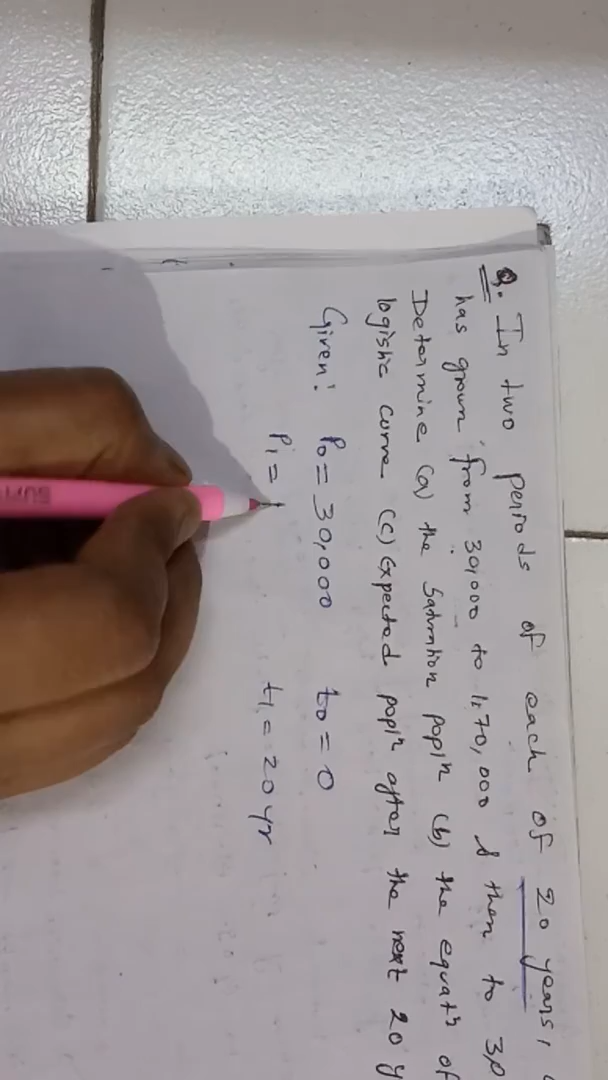 Q. In two periods of each of 20 years,
has grown from 30,000 to 1,70,000 & then to 3,0
Determine (a) the Saturation popln (b) the equatn of
logistic curve (c) Expected popln after the next 20 y
Given: P0 = 30,000 t0 = 0
P1 = 1 t1 = 20 yr